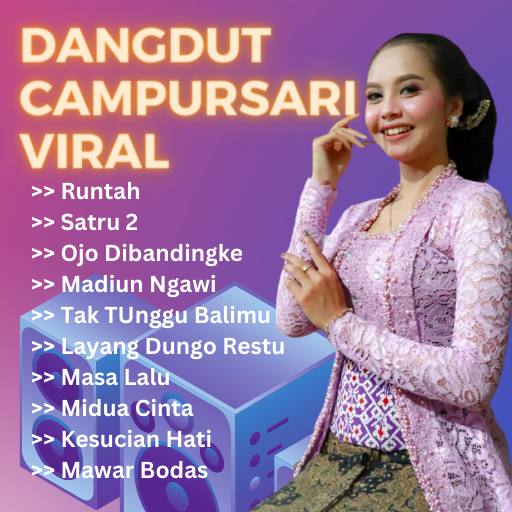 DANGDUT
CAMPURSARI
VIRAL
>> Runtah
>> Satru 2
>> Ojo Dibandingke
>> Madiun Ngawi
>> Tak TUnggu Balimu
>> Layang Dungo Restu
>> Masa Lalu
>> Midua Cinta
>> Kesucian Hati
>> Mawar Bodas